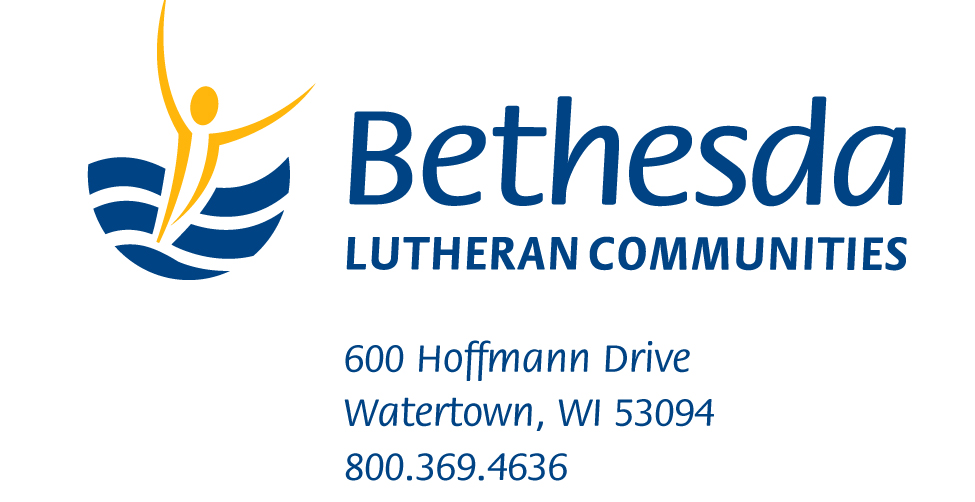 Bethesda
LUTHERAN COMMUNITIES
600 Hoffmann Drive
Watertown, WI 53094
800.369.4636